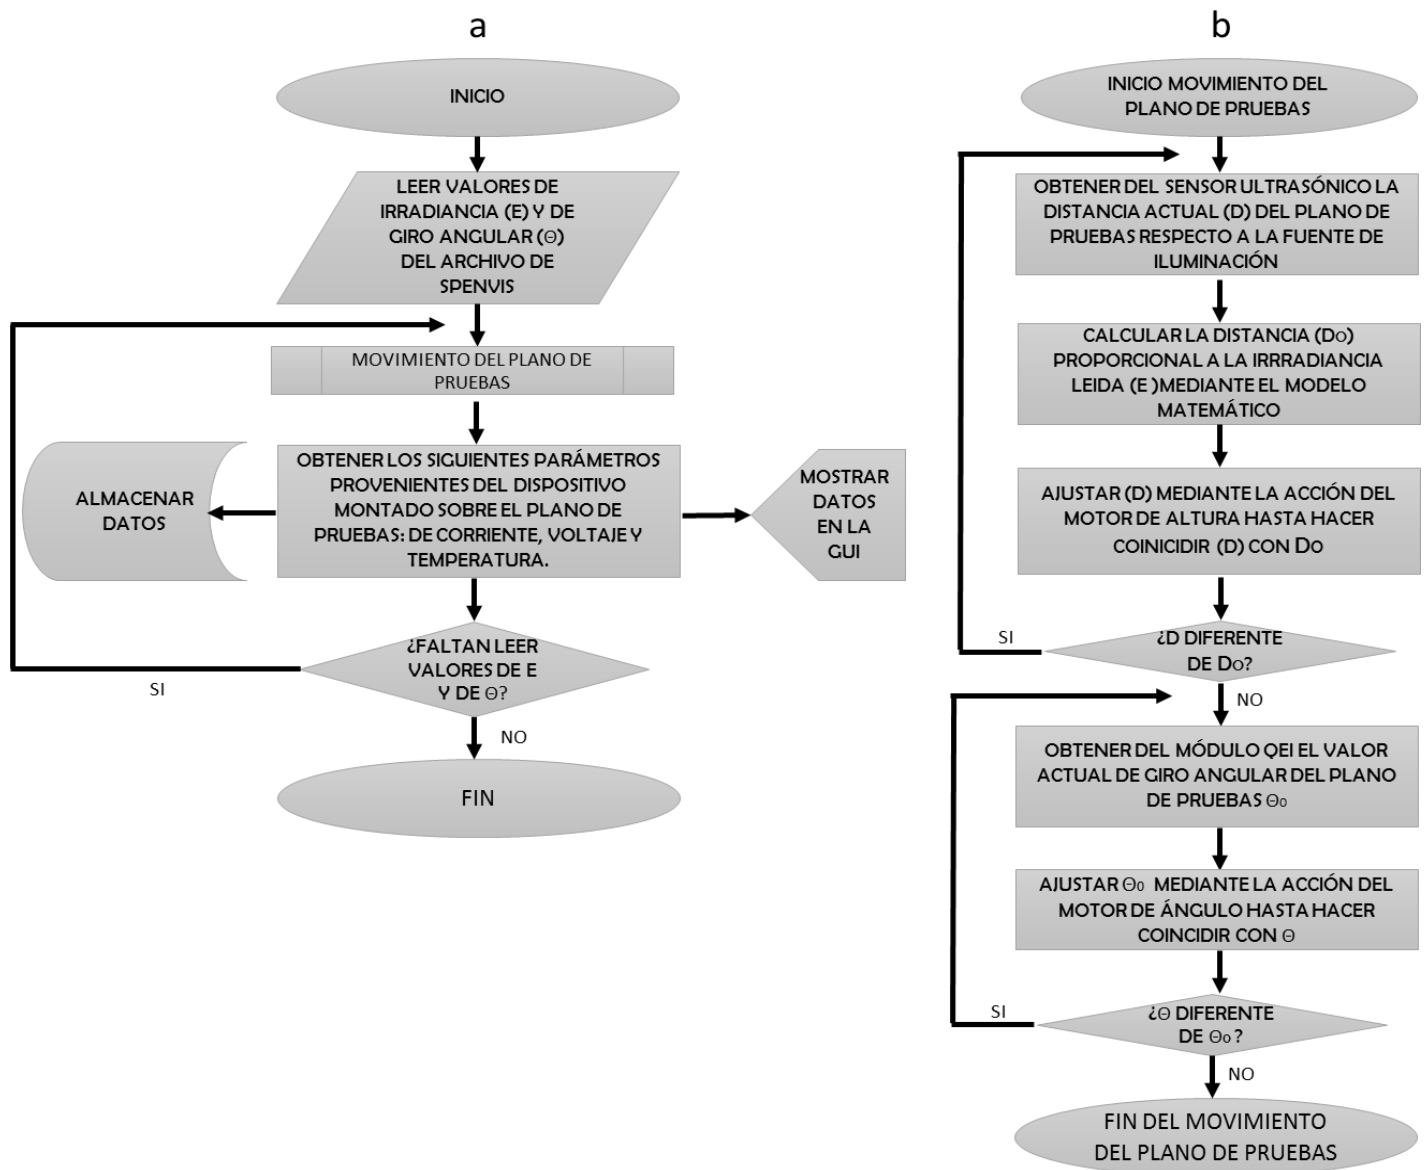 a
INICIO
LEER VALORES DE
IRRADIANCIA (E) Y DE
GIRO ANGULAR (Θ)
DEL ARCHIVO DE
SPENVIS
MOVIMIENTO DEL PLANO DE
PRUEBAS
OBTENER LOS SIGUIENTES PARÁMETROS
PROVENIENTES DEL DISPOSITIVO
MONTADO SOBRE EL PLANO DE
PRUEBAS: DE CORRIENTE, VOLTAJE Y
TEMPERATURA.
ALMACENAR
DATOS
MOSTRAR
DATOS
EN LA
GUI
¿FALTAN LEER
VALORES DE E
Y DE Θ?
SI
NO
FIN
b
INICIO MOVIMIENTO DEL
PLANO DE PRUEBAS
OBTENER DEL SENSOR ULTRASÓNICO LA
DISTANCIA ACTUAL (D) DEL PLANO DE
PRUEBAS RESPECTO A LA FUENTE DE
ILUMINACIÓN
CALCULAR LA DISTANCIA (Do)
PROPORCIONAL A LA IRRRADIANCIA
LEIDA (E )MEDIANTE EL MODELO
MATEMÁTICO
AJUSTAR (D) MEDIANTE LA ACCIÓN DEL
MOTOR DE ALTURA HASTA HACER
COINICIDIR (D) CON Do
¿D DIFERENTE
DE Do?
SI
NO
OBTENER DEL MÓDULO QEI EL VALOR
ACTUAL DE GIRO ANGULAR DEL PLANO
DE PRUEBAS Θ₀
AJUSTAR Θ₀ MEDIANTE LA ACCIÓN DEL
MOTOR DE ÁNGULO HASTA HACER
COINCIDIR CON Θ
¿Θ DIFERENTE
DE Θ₀ ?
SI
NO
FIN DEL MOVIMIENTO
DEL PLANO DE PRUEBAS